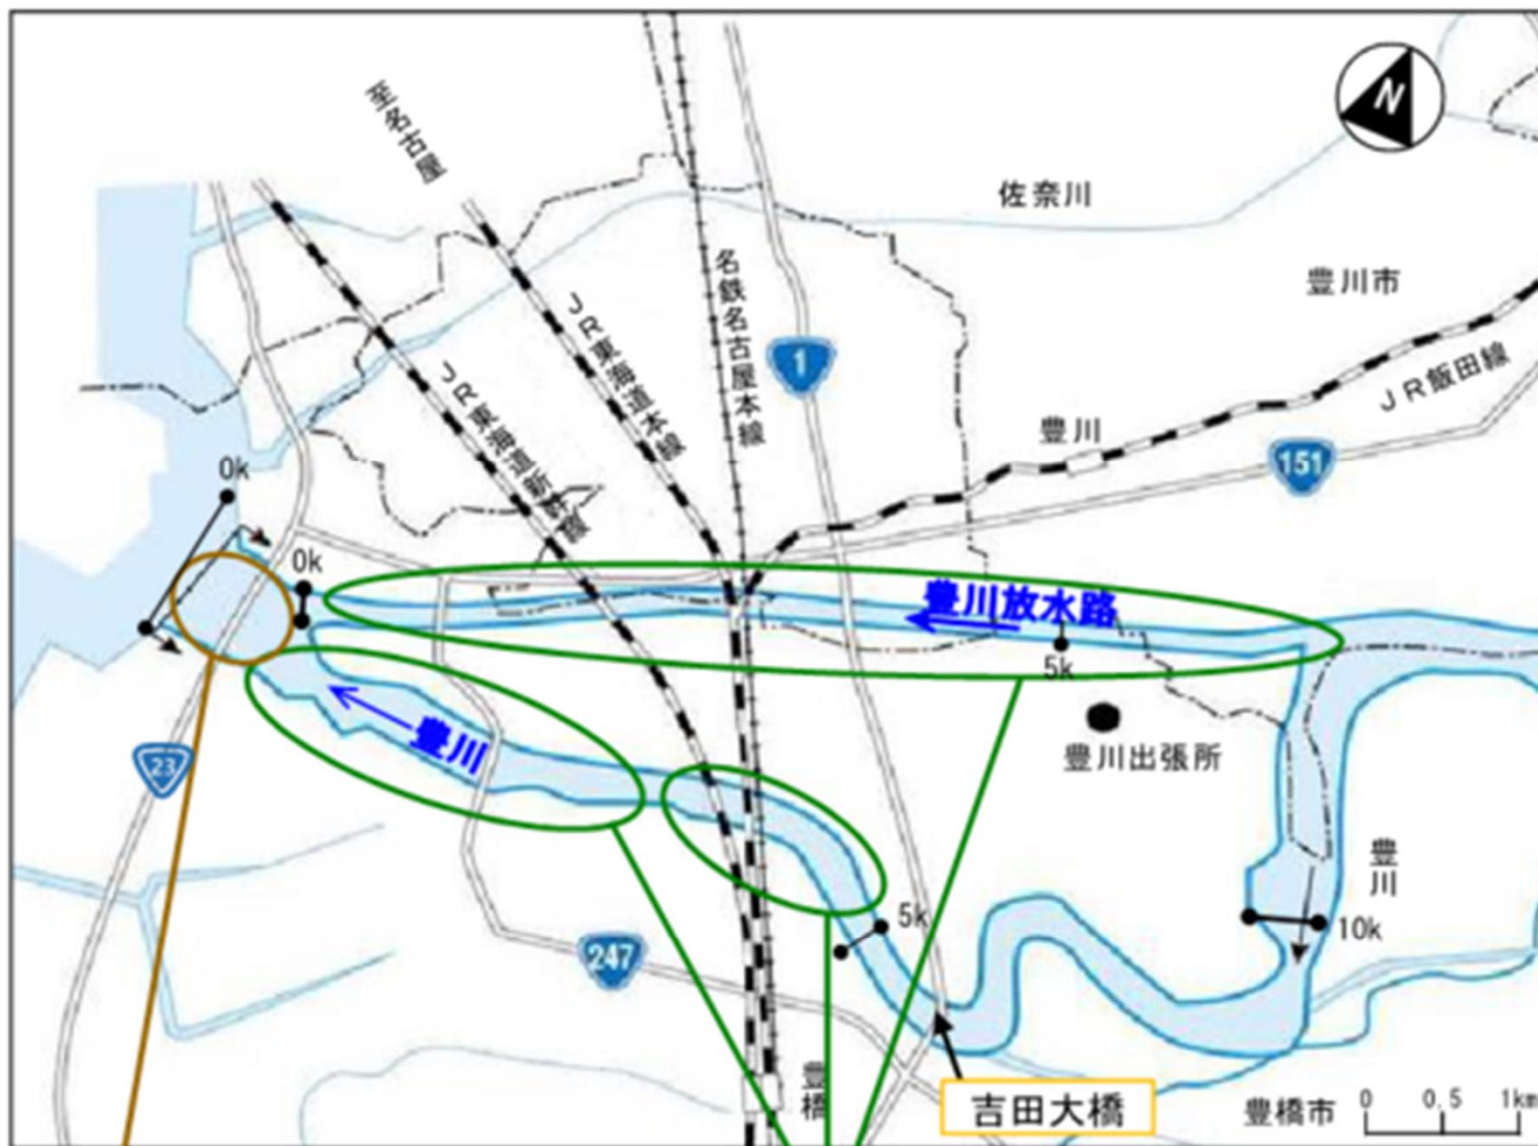 至名古屋
N
佐奈川
豊川市
名鉄名古屋本線
JR東海道本線
1
JR東海道新幹線
豊川
JR飯田線
151
0k
0k
豊川放水路
5k
豊川出張所
豊川
23
豊川
5k
10k
247
豊橋
吉田大橋
豊橋市
0 0.5 1km